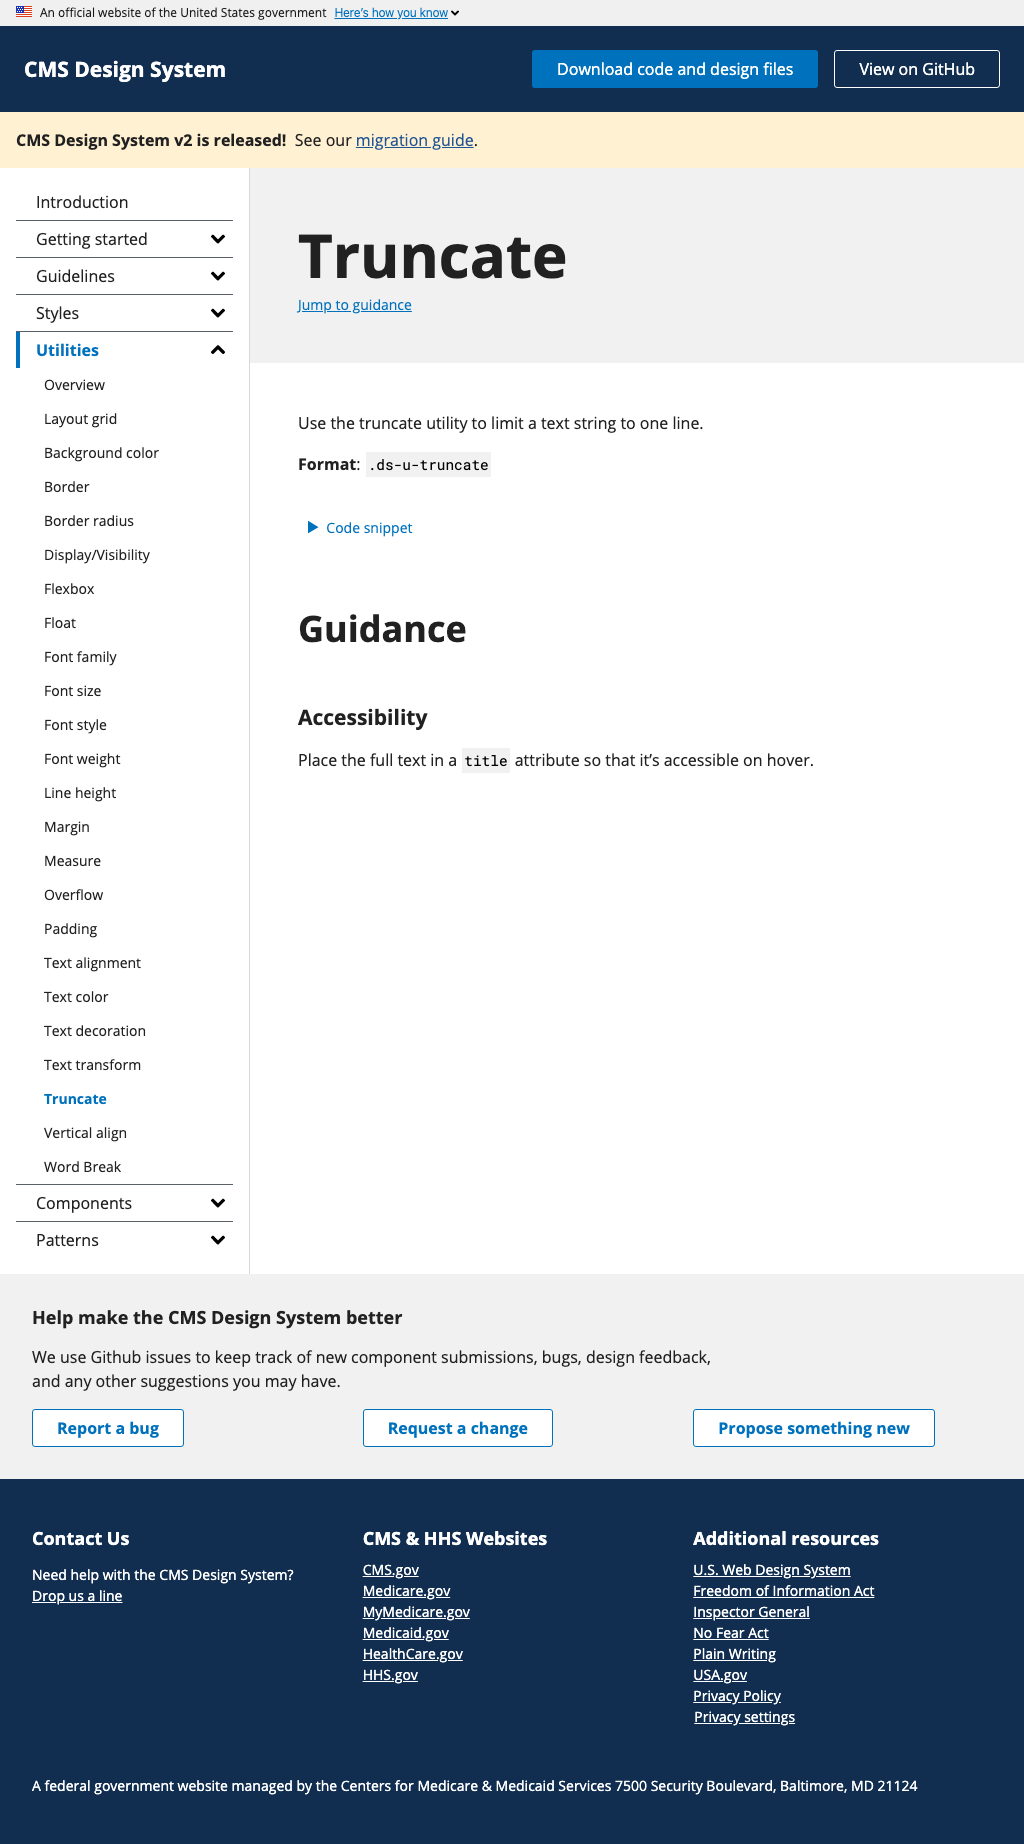 An official website of the United States government Here's how you know
CMS Design System
Download code and design files
View on GitHub
CMS Design System v2 is released! See our migration guide.
Introduction
Getting started
Guidelines
Styles
Utilities
Overview
Layout grid
Background color
Border
Border radius
Display/Visibility
Flexbox
Float
Font family
Font size
Font style
Font weight
Line height
Margin
Measure
Overflow
Padding
Text alignment
Text color
Text decoration
Text transform
Truncate
Vertical align
Word Break
Components
Patterns
Truncate
Jump to guidance
Use the truncate utility to limit a text string to one line.
Format: .ds-u-truncate
Code snippet
Guidance
Accessibility
Place the full text in a title attribute so that it’s accessible on hover.
Help make the CMS Design System better
We use Github issues to keep track of new component submissions, bugs, design feedback,
and any other suggestions you may have.
Report a bug
Request a change
Propose something new
Contact Us
Need help with the CMS Design System?
Drop us a line
CMS & HHS Websites
CMS.gov
Medicare.gov
MyMedicare.gov
Medicaid.gov
HealthCare.gov
HHS.gov
Additional resources
U.S. Web Design System
Freedom of Information Act
Inspector General
No Fear Act
Plain Writing
USA.gov
Privacy Policy
Privacy settings
A federal government website managed by the Centers for Medicare & Medicaid Services 7500 Security Boulevard, Baltimore, MD 21124